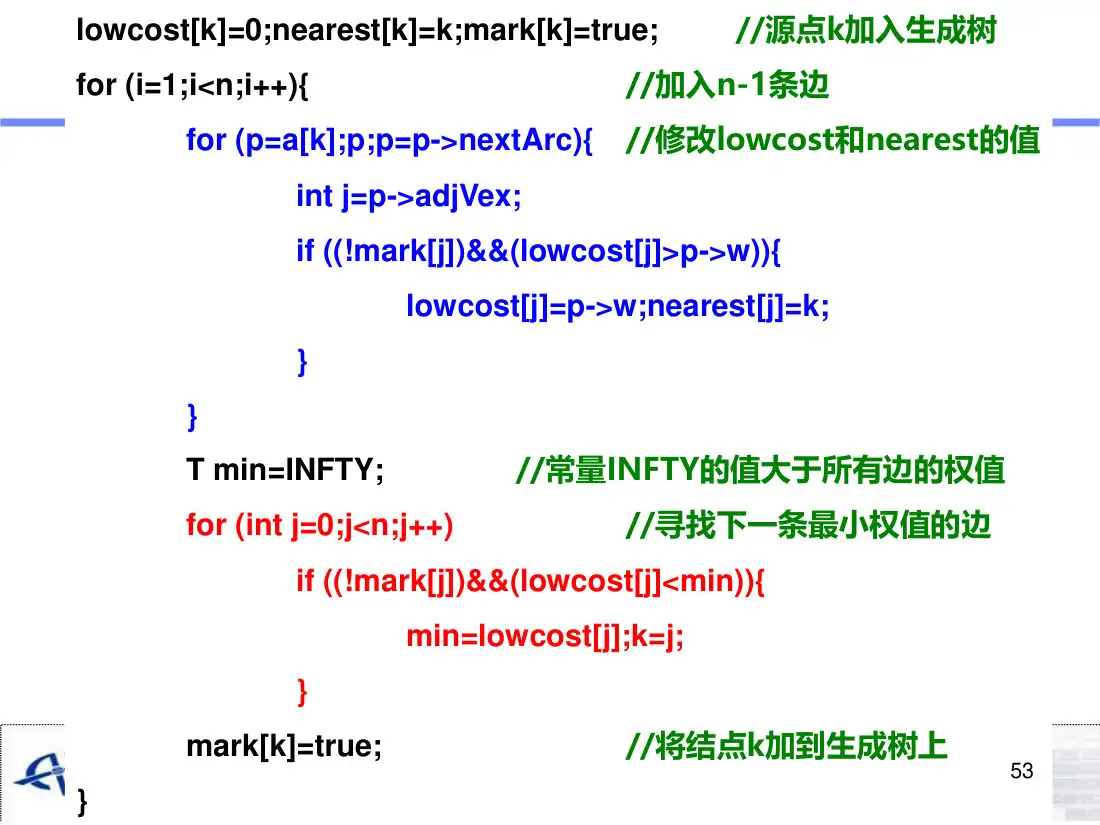 lowcost[k]=0;nearest[k]=k;mark[k]=true; //源点k加入生成树
for (i=1;i<n;i++){ //加入n-1条边
for (p=a[k];p;p=p->nextArc){ //修改lowcost和nearest的值
int j=p->adjVex;
if ((!mark[j])&&(lowcost[j]>p->w)){
lowcost[j]=p->w;nearest[j]=k;
}
}
T min=INFTY; //常量INFTY的值大于所有边的权值
for (int j=0;j<n;j++) //寻找下一条最小权值的边
if ((!mark[j])&&(lowcost[j]<min)){
min=lowcost[j];k=j;
}
mark[k]=true; //将结点k加到生成树上
53
}